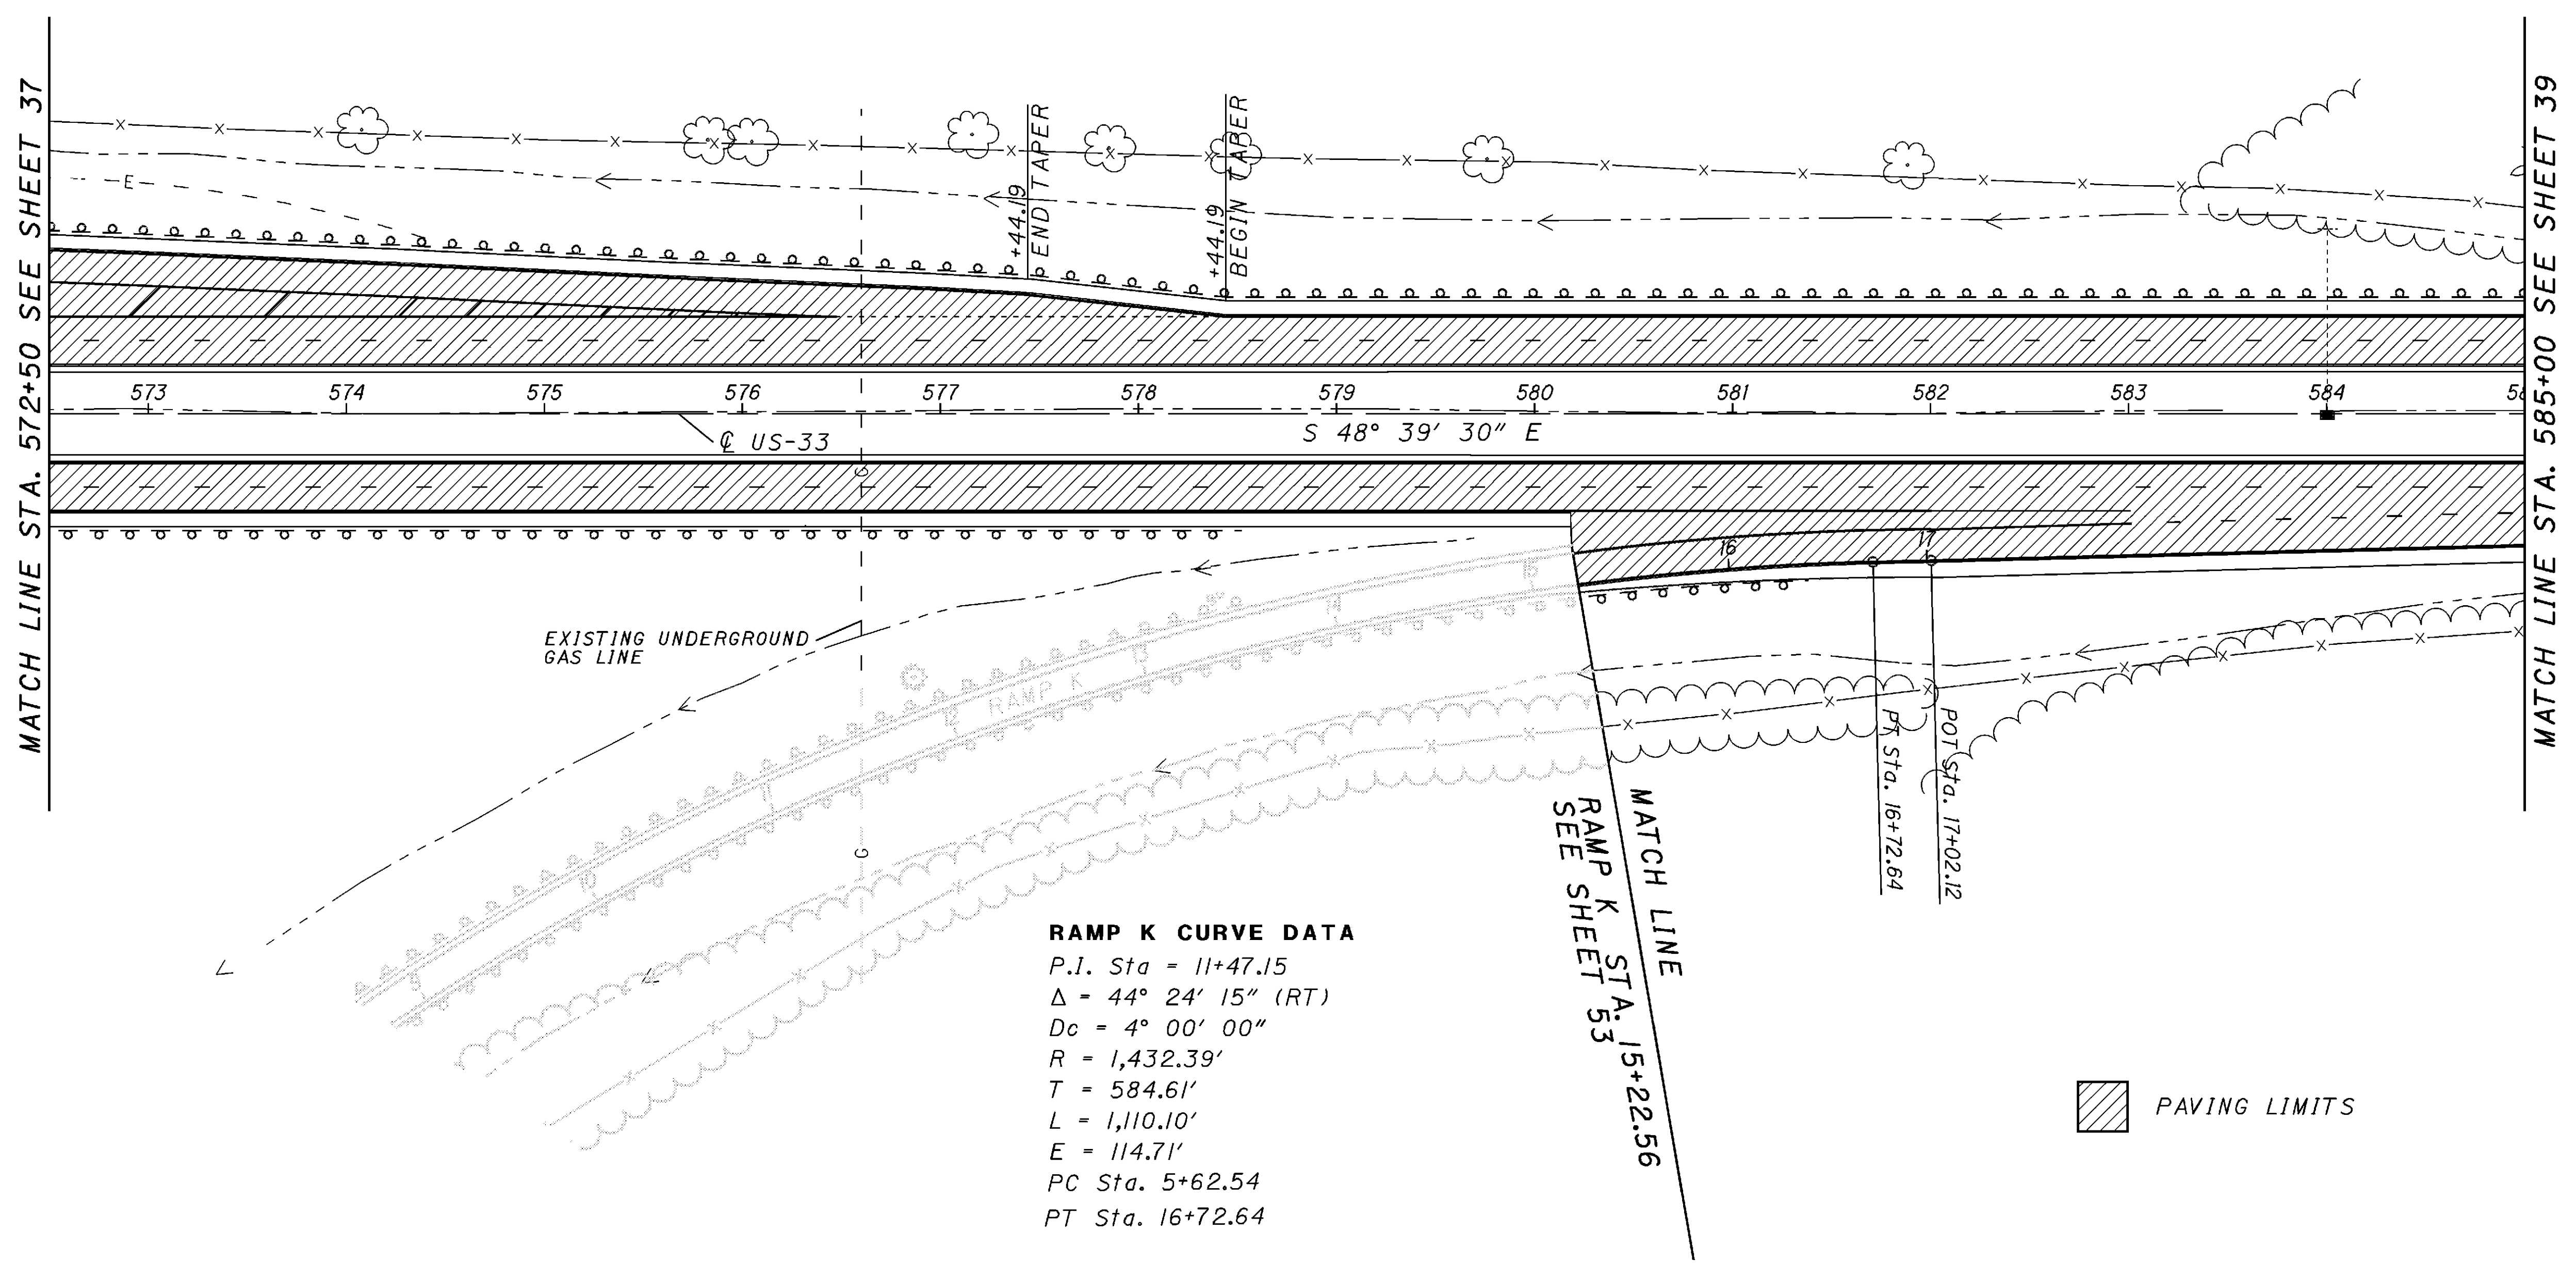 MATCH LINE STA. 572+50 SEE SHEET 37
E
+44.19
END TAPER
+44.19
BEGIN TAPER
573
574
575
576
577
578
579
580
581
582
583
584
℄ US-33
S 48° 39′ 30″ E
G
16
17
EXISTING UNDERGROUND
GAS LINE
RAMP K
G
PT Sta. 16+72.64
POT Sta. 17+02.12
MATCH LINE
RAMP K STA. 15+22.56
SEE SHEET 53
RAMP K CURVE DATA
P.I. Sta = 11+47.15
Δ = 44° 24′ 15″ (RT)
Dc = 4° 00′ 00″
R = 1,432.39′
T = 584.61′
L = 1,110.10′
E = 114.71′
PC Sta. 5+62.54
PT Sta. 16+72.64
PAVING LIMITS
MATCH LINE STA. 585+00 SEE SHEET 39